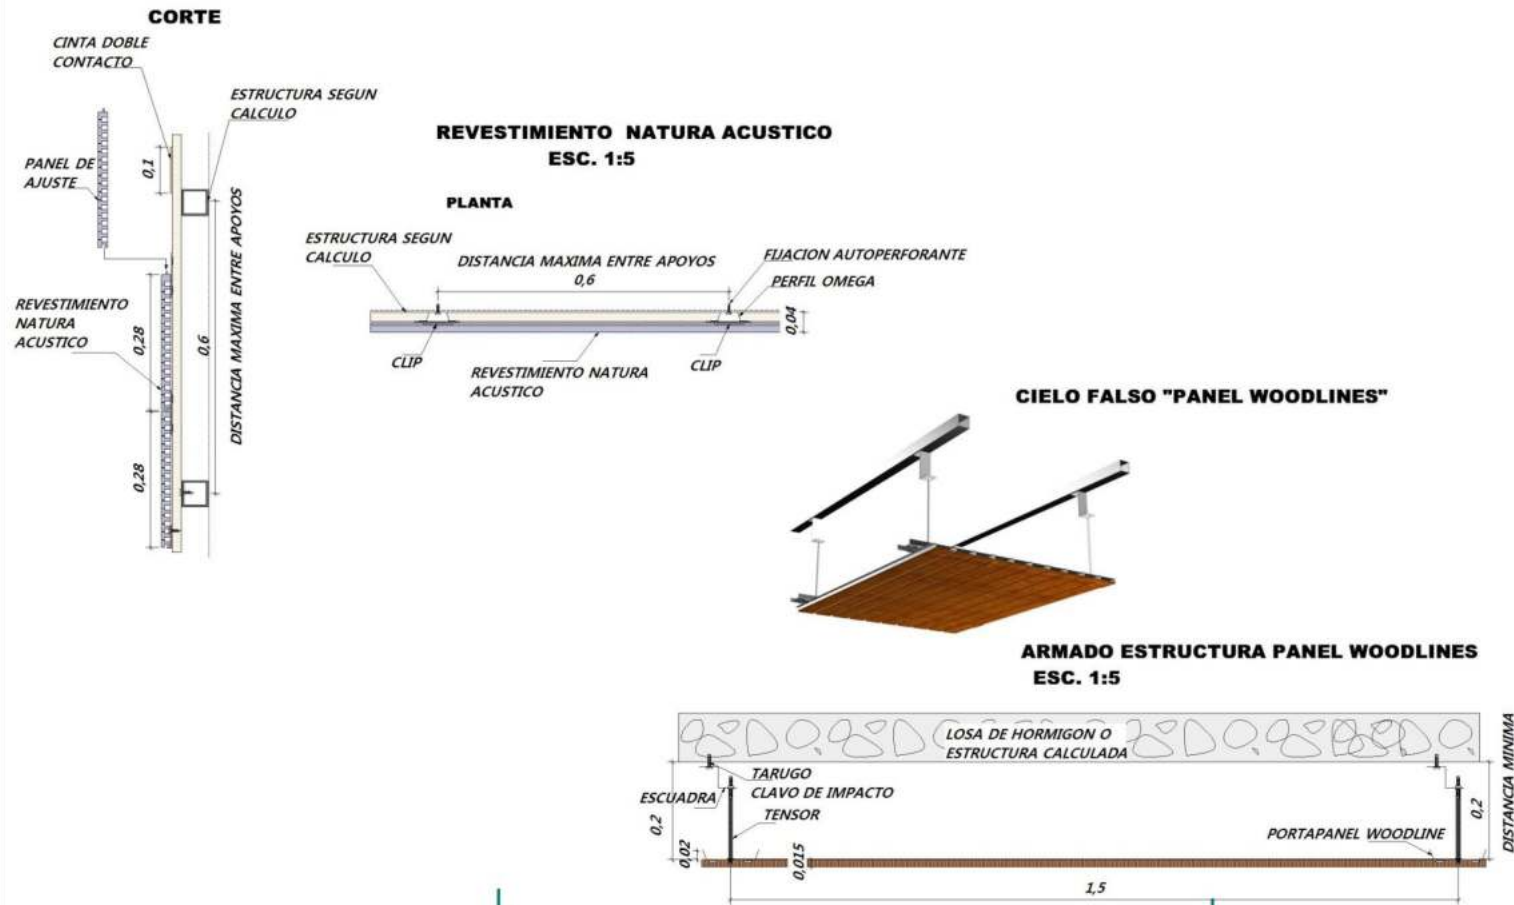 CORTE
CINTA DOBLE
CONTACTO
ESTRUCTURA SEGUN
CALCULO
PANEL DE
AJUSTE
0,1
REVESTIMIENTO
NATURA
ACUSTICO
0,28
0,28
0,6
DISTANCIA MAXIMA ENTRE APOYOS
REVESTIMIENTO NATURA ACUSTICO
ESC. 1:5
PLANTA
ESTRUCTURA SEGUN
CALCULO
DISTANCIA MAXIMA ENTRE APOYOS
0,6
FIJACION AUTOPERFORANTE
PERFIL OMEGA
0,04
CLIP
REVESTIMIENTO NATURA
ACUSTICO
CLIP
CIELO FALSO "PANEL WOODLINES"
ARMADO ESTRUCTURA PANEL WOODLINES
ESC. 1:5
LOSA DE HORMIGON O
ESTRUCTURA CALCULADA
TARUGO
CLAVO DE IMPACTO
ESCUADRA
TENSOR
0,2
0,02
0,015
PORTAPANEL WOODLINE
0,2
DISTANCIA MINIMA
1,5